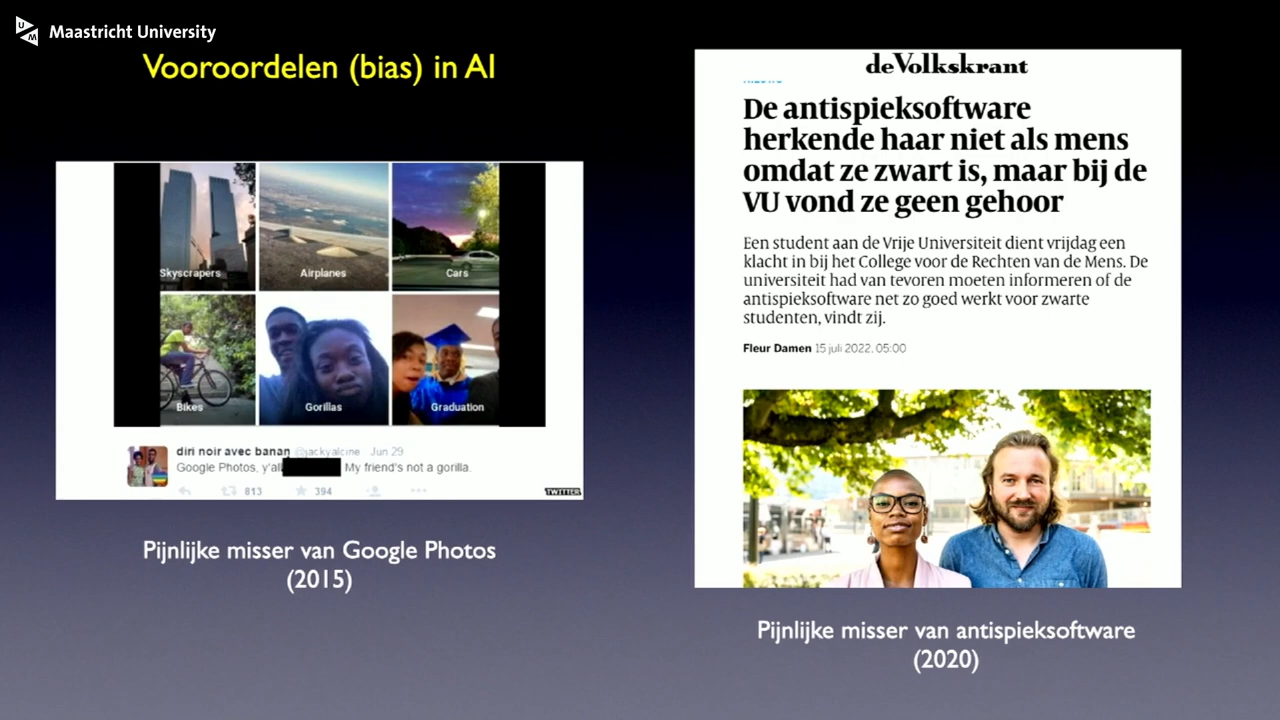 Maastricht University
Vooroordelen (bias) in AI
Skyscrapers
Airplanes
Cars
Bikes
Gorillas
Graduation
diri noir avec banan @jackyalcine Jun 29
Google Photos, y'all My friend's not a gorilla.
813 394
TWITTER
Pijnlijke misser van Google Photos
(2015)
de Volkskrant
De antispieksoftware
herkende haar niet als mens
omdat ze zwart is, maar bij de
VU vond ze geen gehoor
Een student aan de Vrije Universiteit dient vrijdag een
klacht in bij het College voor de Rechten van de Mens. De
universiteit had van tevoren moeten informeren of de
antispieksoftware net zo goed werkt voor zwarte
studenten, vindt zij.
Fleur Damen 15 juli 2022, 05:00
Pijnlijke misser van antispieksoftware
(2020)